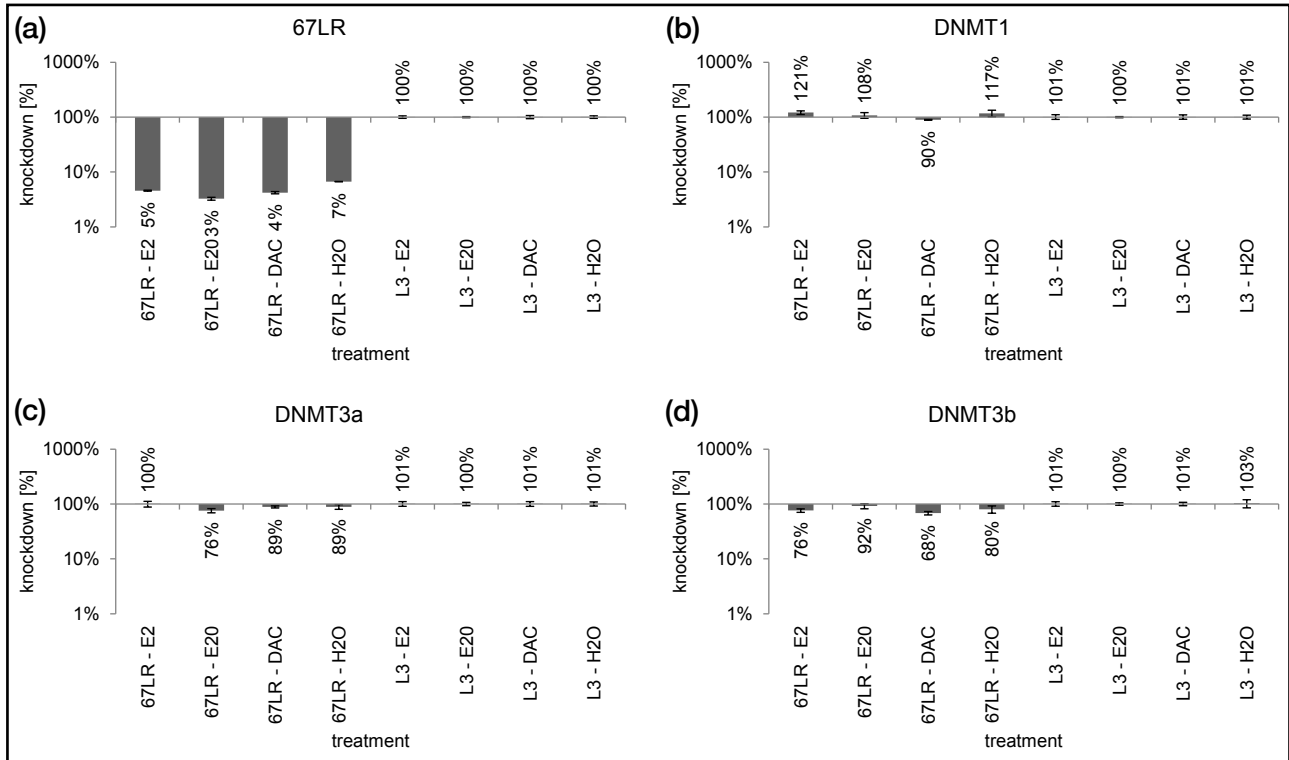 (a)
67LR
knockdown [%]
1000%
100%
10%
1%
5%
3%
4%
7%
100%
100%
100%
100%
67LR - E2
67LR - E20
67LR - DAC
67LR - H2O
L3 - E2
L3 - E20
L3 - DAC
L3 - H2O
treatment
(b)
DNMT1
knockdown [%]
1000%
100%
10%
1%
121%
108%
90%
117%
101%
100%
101%
101%
67LR - E2
67LR - E20
67LR - DAC
67LR - H2O
L3 - E2
L3 - E20
L3 - DAC
L3 - H2O
treatment
(c)
DNMT3a
knockdown [%]
1000%
100%
10%
1%
100%
76%
89%
89%
101%
100%
101%
101%
67LR - E2
67LR - E20
67LR - DAC
67LR - H2O
L3 - E2
L3 - E20
L3 - DAC
L3 - H2O
treatment
(d)
DNMT3b
knockdown [%]
1000%
100%
10%
1%
76%
92%
68%
80%
101%
100%
101%
103%
67LR - E2
67LR - E20
67LR - DAC
67LR - H2O
L3 - E2
L3 - E20
L3 - DAC
L3 - H2O
treatment